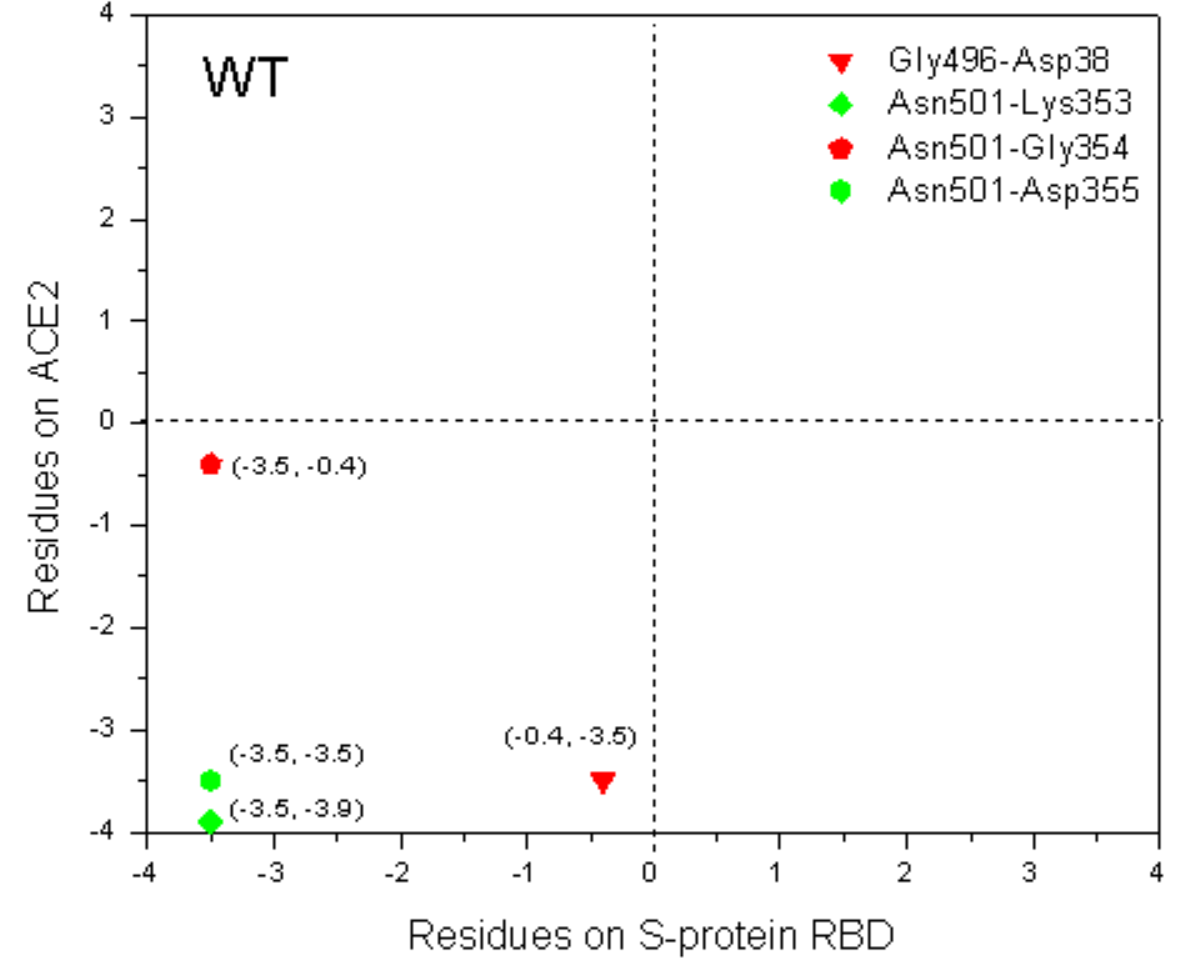 WT
Gly496-Asp38
Asn501-Lys353
Asn501-Gly354
Asn501-Asp355
4
3
2
1
0
-1
-2
-3
-4
Residues on ACE2
(-3.5, -0.4)
(-0.4, -3.5)
(-3.5, -3.5)
(-3.5, -3.9)
-4 -3 -2 -1 0 1 2 3 4
Residues on S-protein RBD